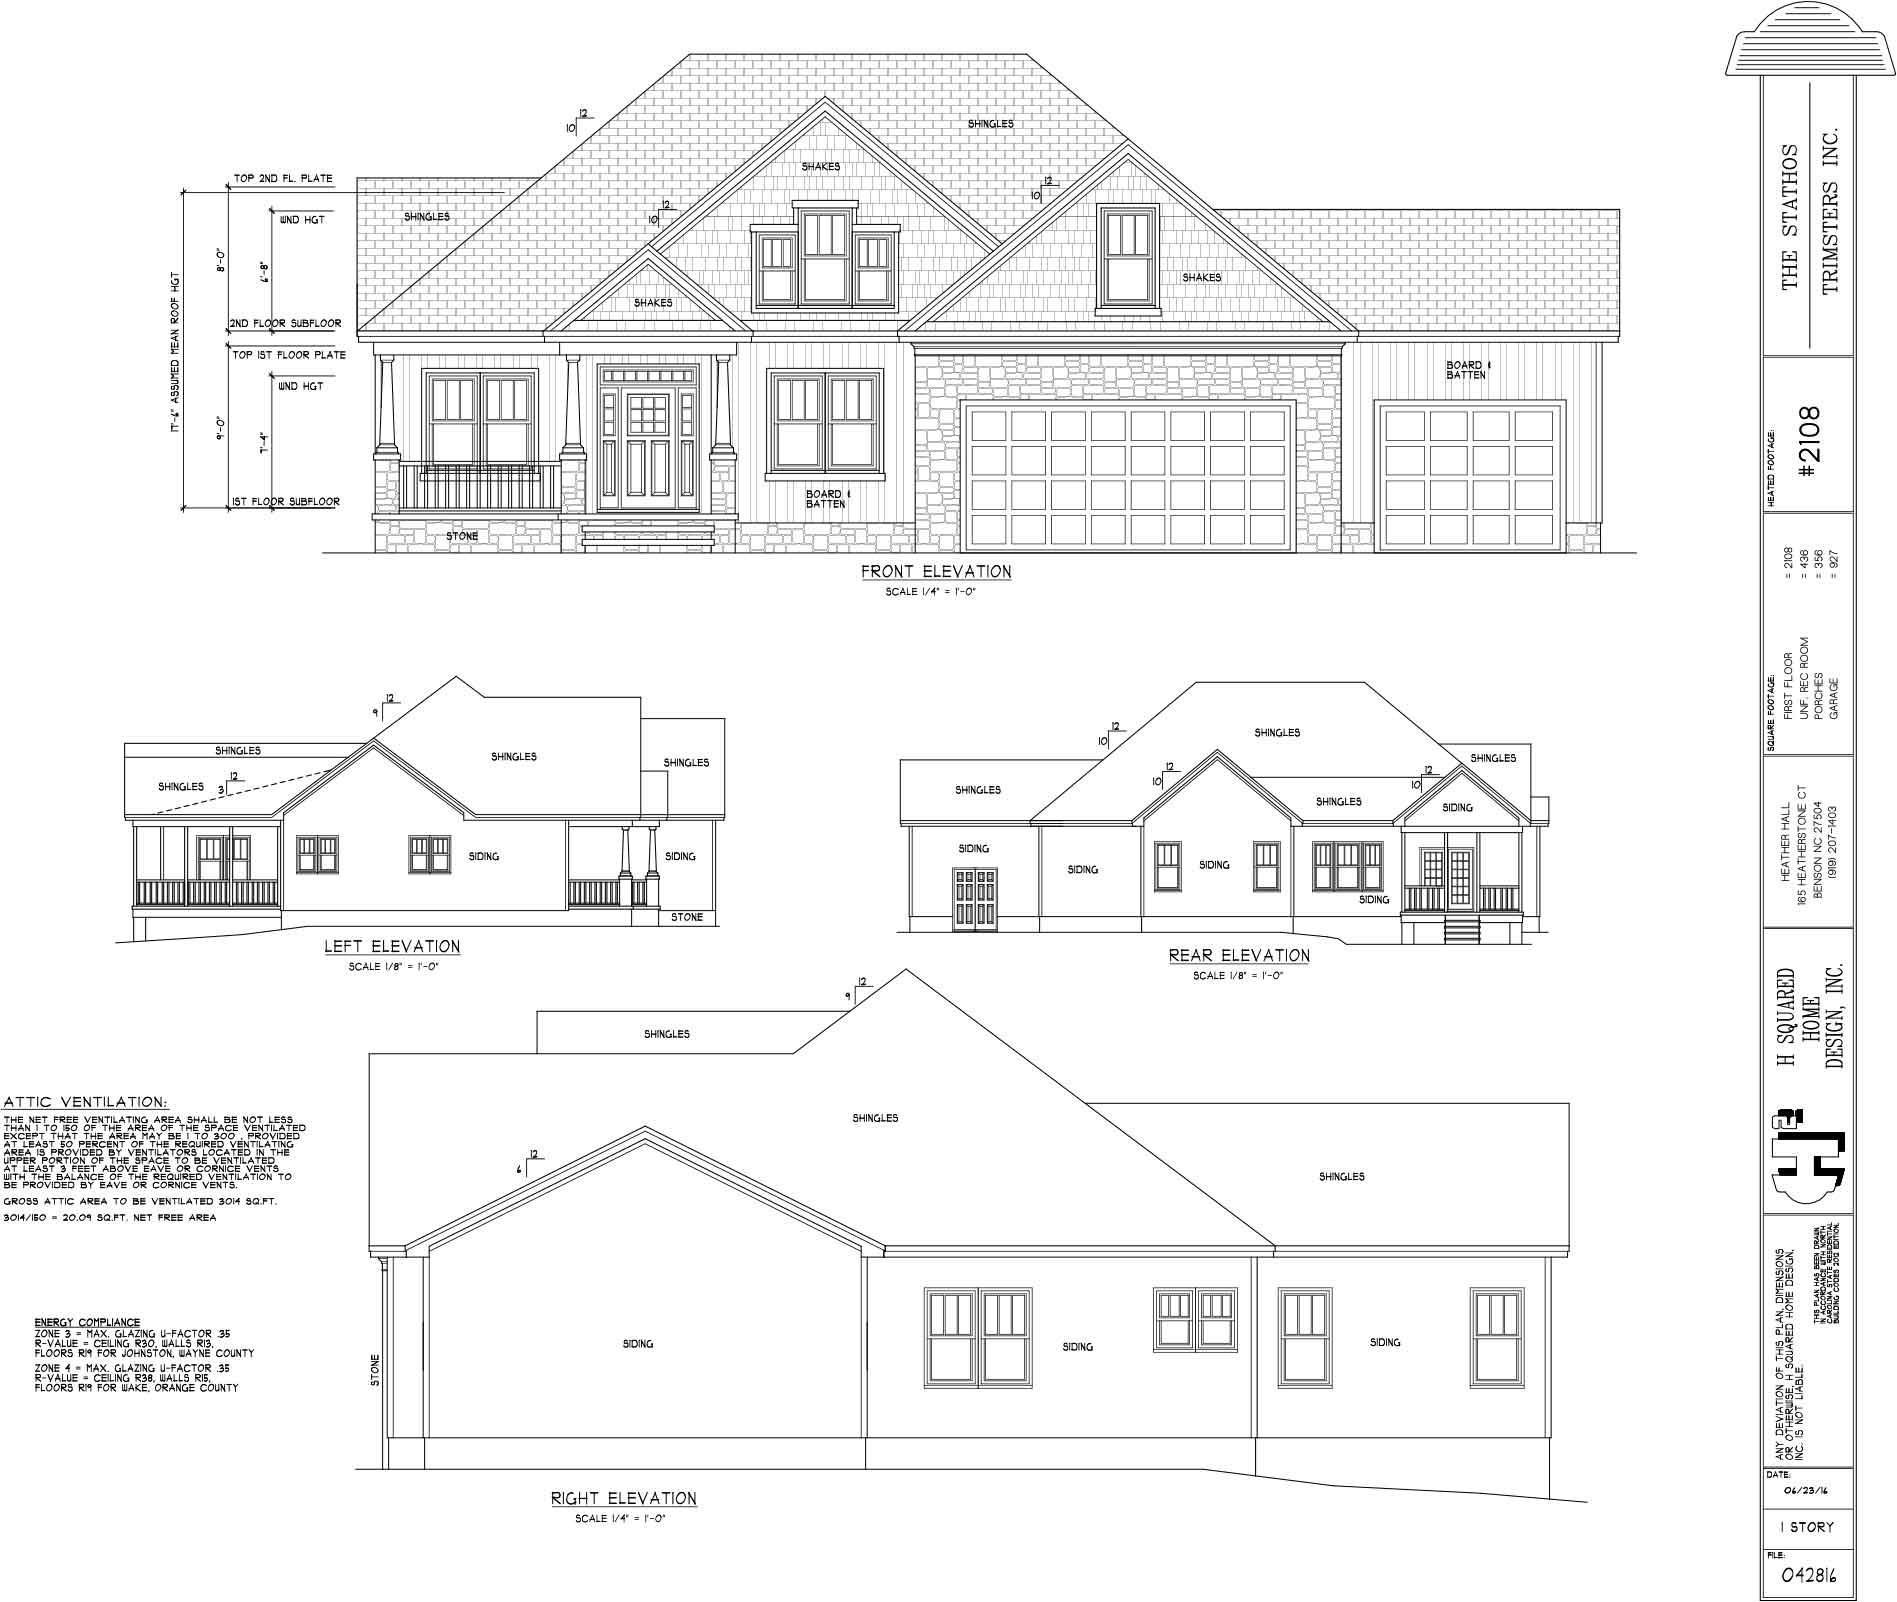 12
10
SHINGLES
SHAKES
TOP 2ND FL. PLATE
WND HGT
SHINGLES
12
10
12
10
8'-0"
6'-8"
SHAKES
SHAKES
17'-6" ASSUMED MEAN ROOF HGT
2ND FLOOR SUBFLOOR
TOP 1ST FLOOR PLATE
WND HGT
9'-0"
7'-4"
BOARD &
BATTEN
1ST FLOOR SUBFLOOR
BOARD &
BATTEN
STONE
FRONT ELEVATION
SCALE 1/4" = 1'-0"
12
9
SHINGLES
SHINGLES
SHINGLES
12
3
SHINGLES
SIDING
SIDING
STONE
LEFT ELEVATION
SCALE 1/8" = 1'-0"
12
10
SHINGLES
SHINGLES
12
10
12
10
SHINGLES
SHINGLES
SIDING
SIDING
SIDING
SIDING
SIDING
REAR ELEVATION
SCALE 1/8" = 1'-0"
12
9
SHINGLES
SHINGLES
12
6
SHINGLES
SIDING
SIDING
SIDING
STONE
RIGHT ELEVATION
SCALE 1/4" = 1'-0"
ATTIC VENTILATION:
THE NET FREE VENTILATING AREA SHALL BE NOT LESS
THAN 1 TO 150 OF THE AREA OF THE SPACE VENTILATED
EXCEPT THAT THE AREA MAY BE 1 TO 300 , PROVIDED
AT LEAST 50 PERCENT OF THE REQUIRED VENTILATING
AREA IS PROVIDED BY VENTILATORS LOCATED IN THE
UPPER PORTION OF THE SPACE TO BE VENTILATED
AT LEAST 3 FEET ABOVE EAVE OR CORNICE VENTS
WITH THE BALANCE OF THE REQUIRED VENTILATION TO
BE PROVIDED BY EAVE OR CORNICE VENTS.
GROSS ATTIC AREA TO BE VENTILATED 3014 SQ.FT.
3014/150 = 20.09 SQ.FT. NET FREE AREA
ENERGY COMPLIANCE
ZONE 3 = MAX. GLAZING U-FACTOR .35
R-VALUE = CEILING R30, WALLS R13,
FLOORS R19 FOR JOHNSTON, WAYNE COUNTY
ZONE 4 = MAX. GLAZING U-FACTOR .35
R-VALUE = CEILING R38, WALLS R15,
FLOORS R19 FOR WAKE, ORANGE COUNTY
THE STATHOS
TRIMSTERS INC.
HEATED FOOTAGE:
#2108
SQUARE FOOTAGE:
FIRST FLOOR = 2108
UNF. REC ROOM = 436
PORCHES = 356
GARAGE = 927
HEATHER HALL
165 HEATHERSTONE CT
BENSON NC 27504
(919) 207-1403
H SQUARED
HOME
DESIGN, INC.
H2
ANY DEVIATION OF THIS PLAN, DIMENSIONS
OR OTHERWISE, H SQUARED HOME DESIGN,
INC. IS NOT LIABLE.
THIS PLAN HAS BEEN DRAWN
IN ACCORDANCE WITH NORTH
CAROLINA STATE RESIDENTIAL
BUILDING CODES 2012 EDITION.
DATE:
06/23/16
1 STORY
FILE:
042816